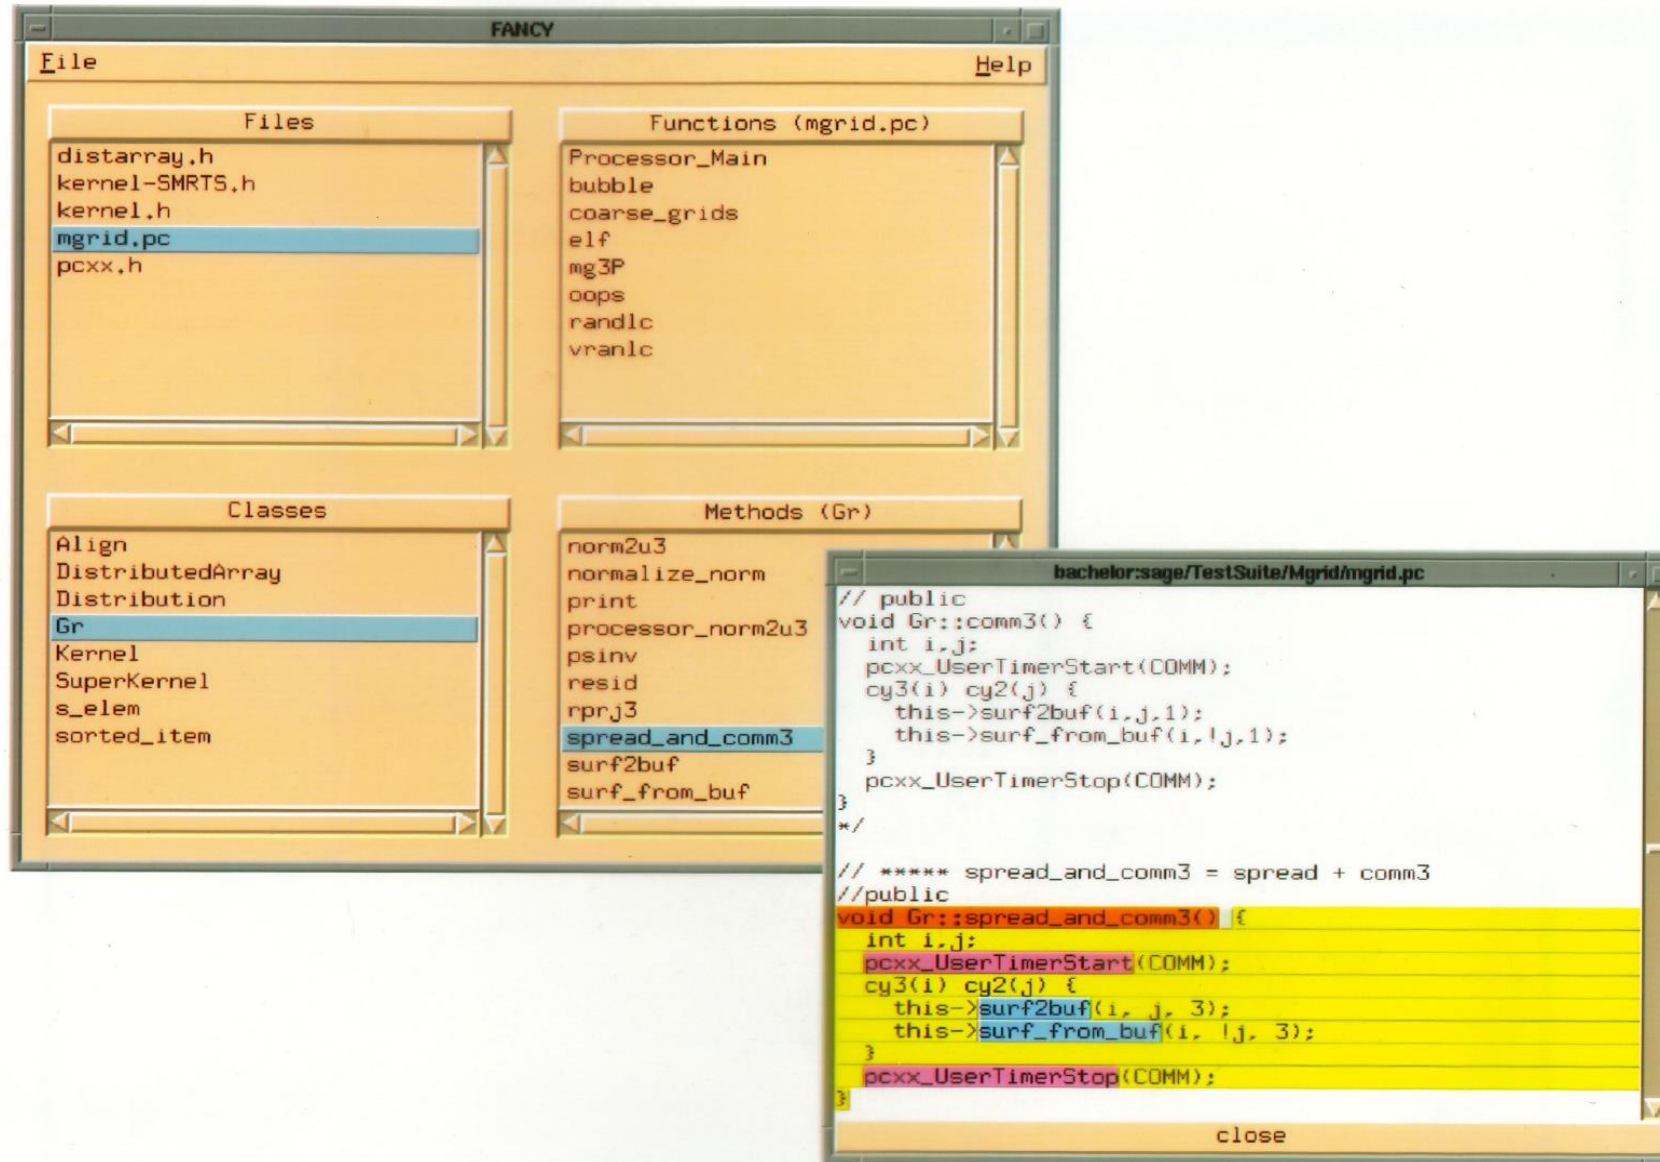 FANCY
File
Help
Files
distarray.h
kernel-SMRTS.h
kernel.h
mgrid.pc
pcxx.h
Functions (mgrid.pc)
Processor_Main
bubble
coarse_grids
elf
mg3P
oops
randlc
vranlc
Classes
Align
DistributedArray
Distribution
Gr
Kernel
SuperKernel
s_elem
sorted_item
Methods (Gr)
norm2u3
normalize_norm
print
processor_norm2u3
psinv
resid
rprj3
spread_and_comm3
surf2buf
surf_from_buf
bachelor:sage/TestSuite/Mgrid/mgrid.pc
// public
void Gr::comm3() {
  int i,j;
  pcxx_UserTimerStart(COMM);
  cy3(i) cy2(j) {
    this->surf2buf(i,j,1);
    this->surf_from_buf(i,!j,1);
  }
  pcxx_UserTimerStop(COMM);
}
*/
// ***** spread_and_comm3 = spread + comm3
//public
void Gr::spread_and_comm3() {
  int i,j;
  pcxx_UserTimerStart(COMM);
  cy3(i) cy2(j) {
    this->surf2buf(i, j, 3);
    this->surf_from_buf(i, !j, 3);
  }
  pcxx_UserTimerStop(COMM);
}
close